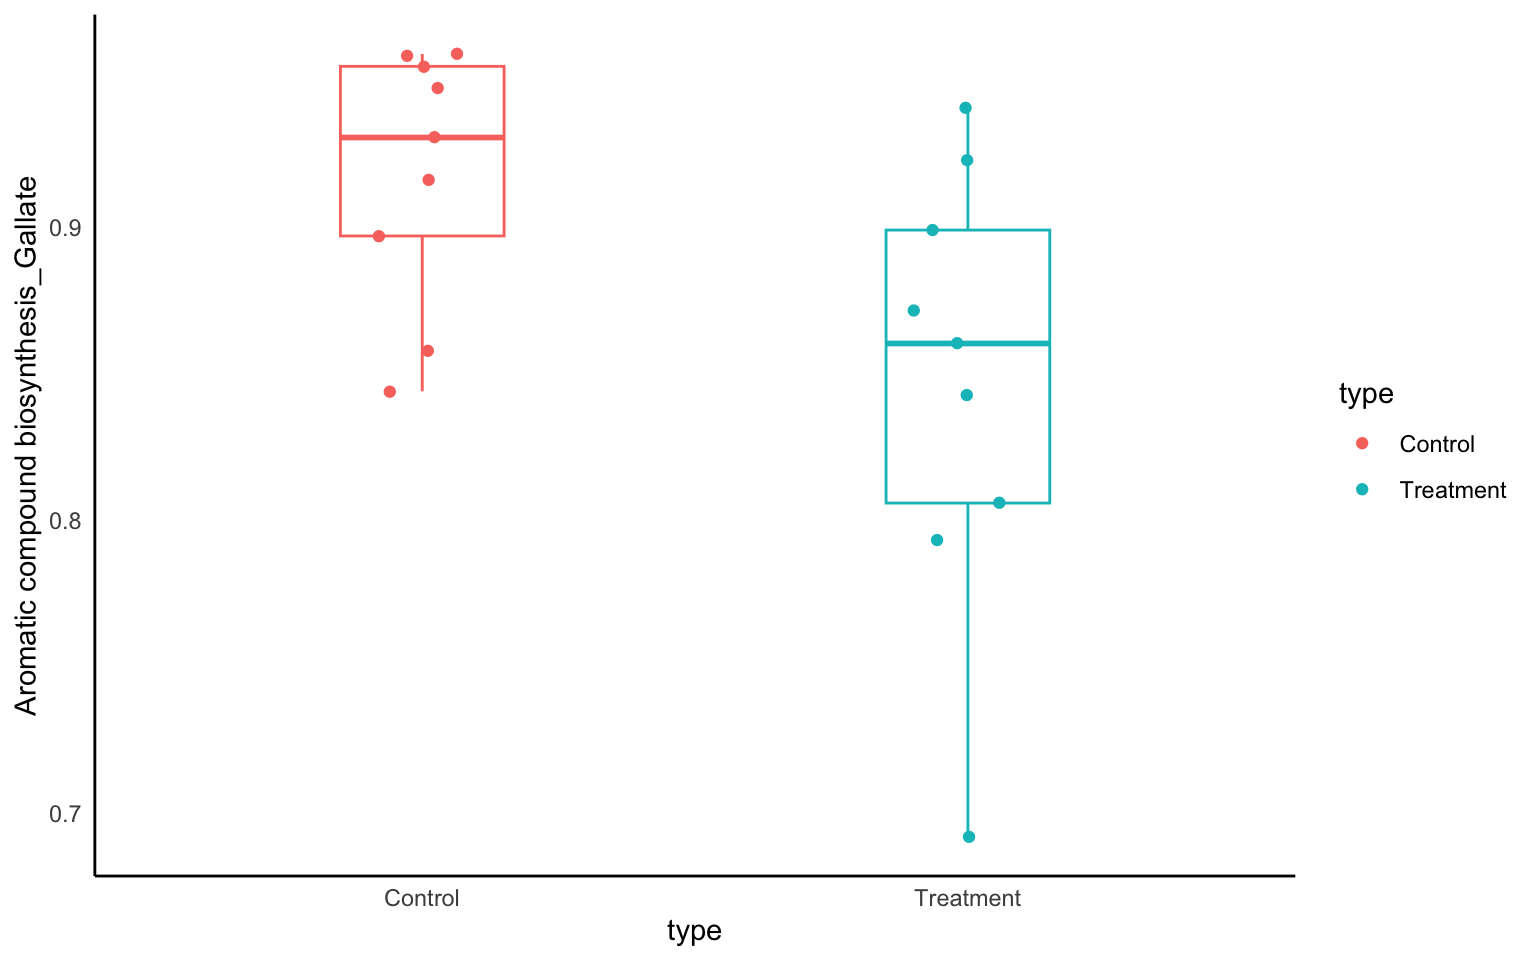 Aromatic compound biosynthesis_Gallate
0.9
0.8
0.7
Control
Treatment
type
type
Control
Treatment